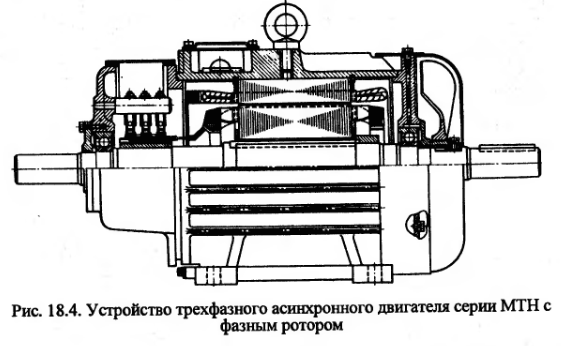 Рис. 18.4. Устройство трехфазного асинхронного двигателя серии МТН с
фазным ротором